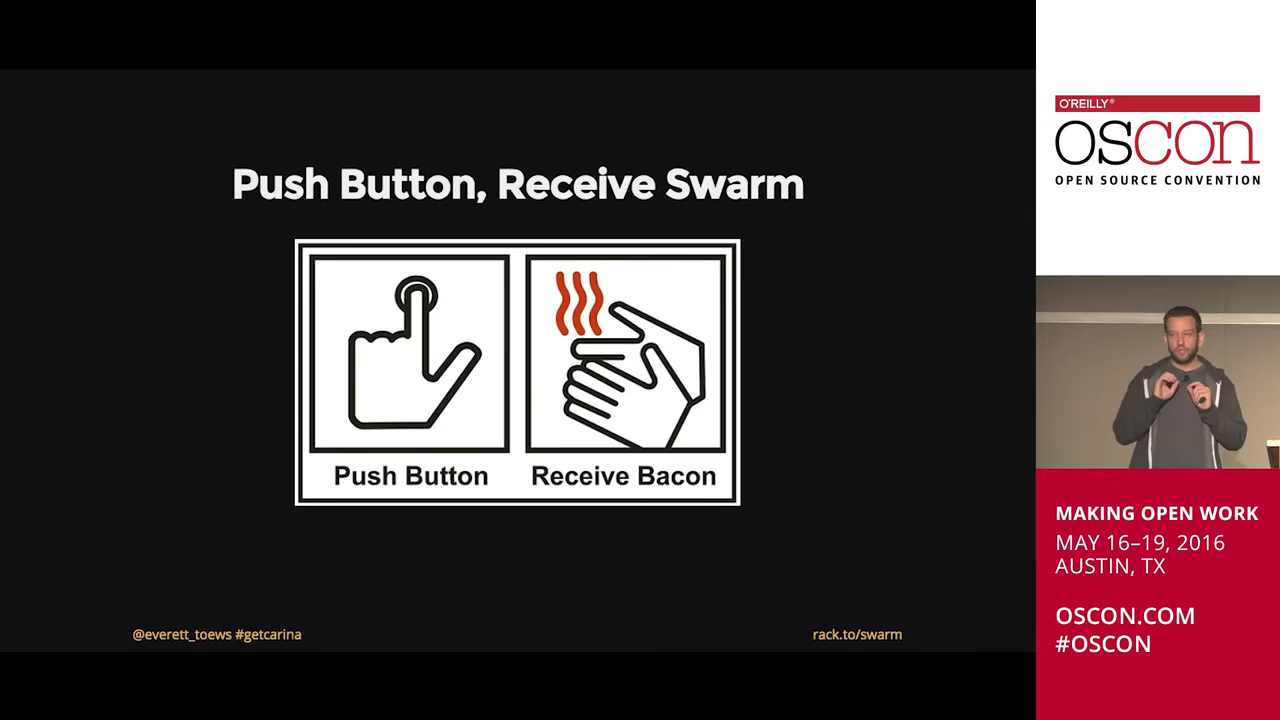 Push Button, Receive Swarm
Push Button
Receive Bacon
@everett_toews #getcarina
rack.to/swarm
O'REILLY®
OSCON
OPEN SOURCE CONVENTION
MAKING OPEN WORK
MAY 16–19, 2016
AUSTIN, TX
OSCON.COM
#OSCON